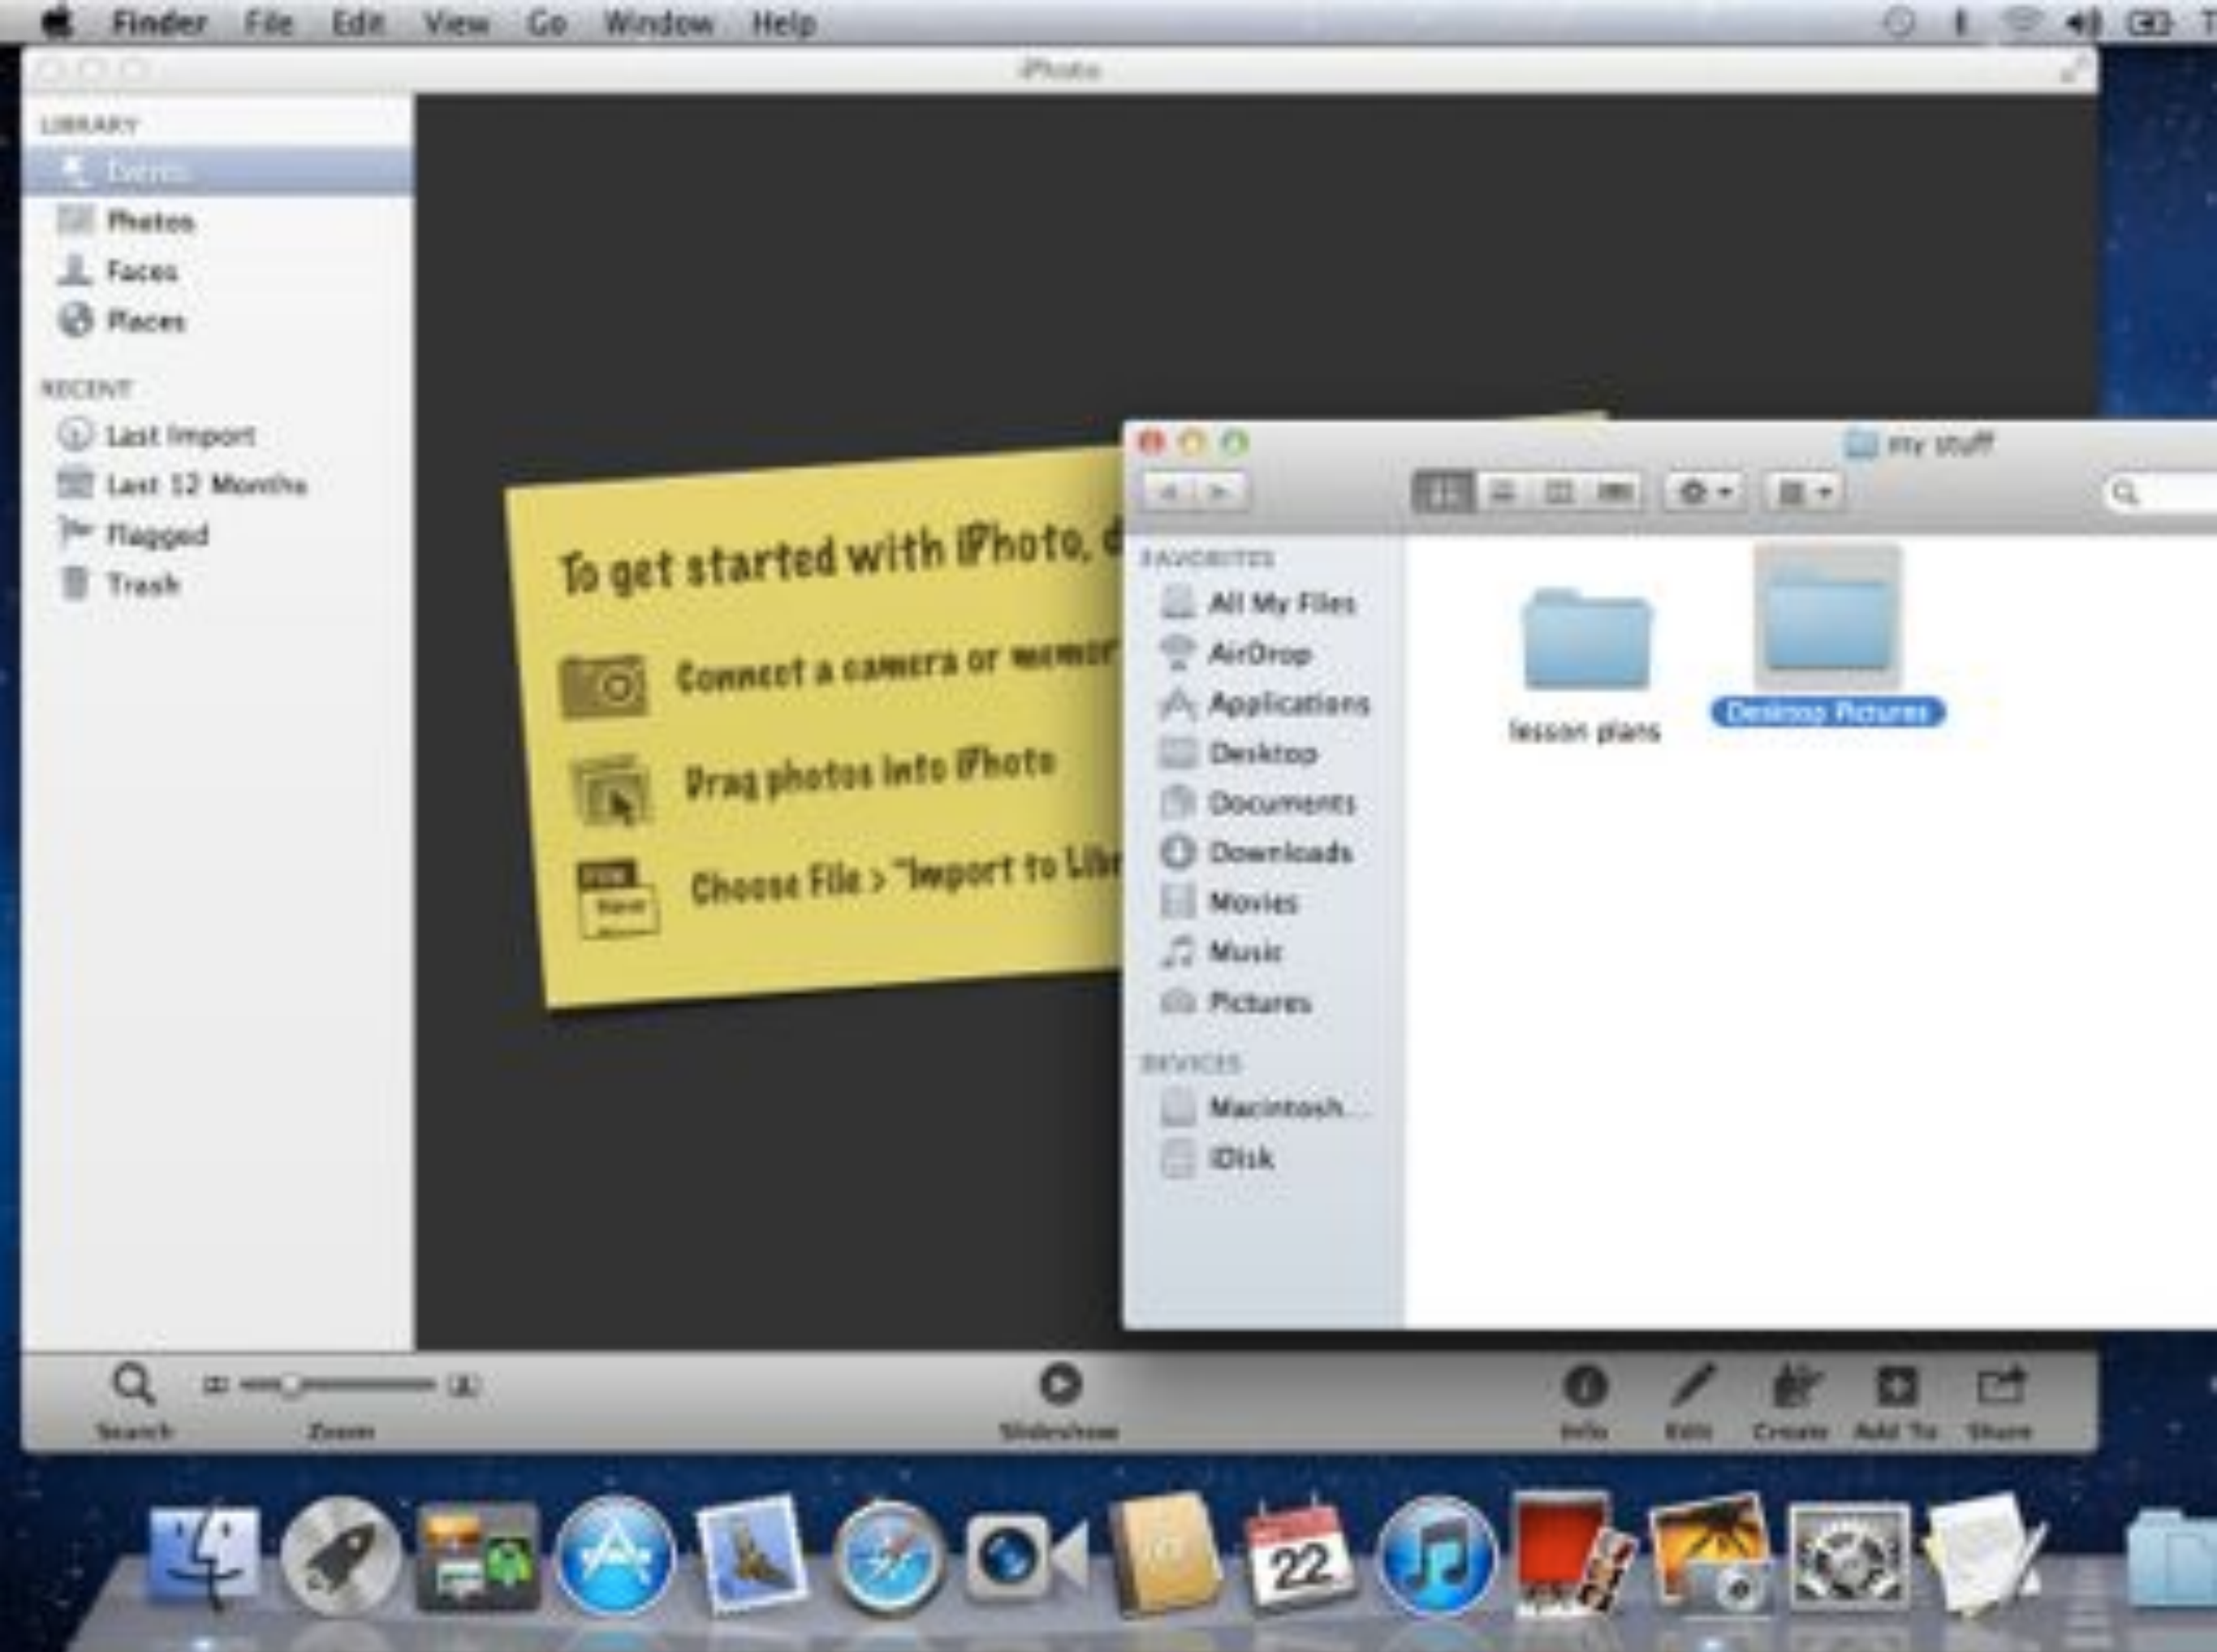 Finder File Edit View Go Window Help
iPhoto
LIBRARY
Events
Photos
Faces
Places
RECENT
Last Import
Last 12 Months
Flagged
Trash
To get started with iPhoto,
Connect a camera or
Drag photos into iPhoto
Choose File > "Import to
my stuff
FAVORITES
All My Files
AirDrop
Applications
Desktop
Documents
Downloads
Movies
Music
Pictures
DEVICES
Macintosh...
iDisk
lesson plans
Desktop Pictures
Search
Zoom
Slideshow
Info Edit Create Add To Share
22